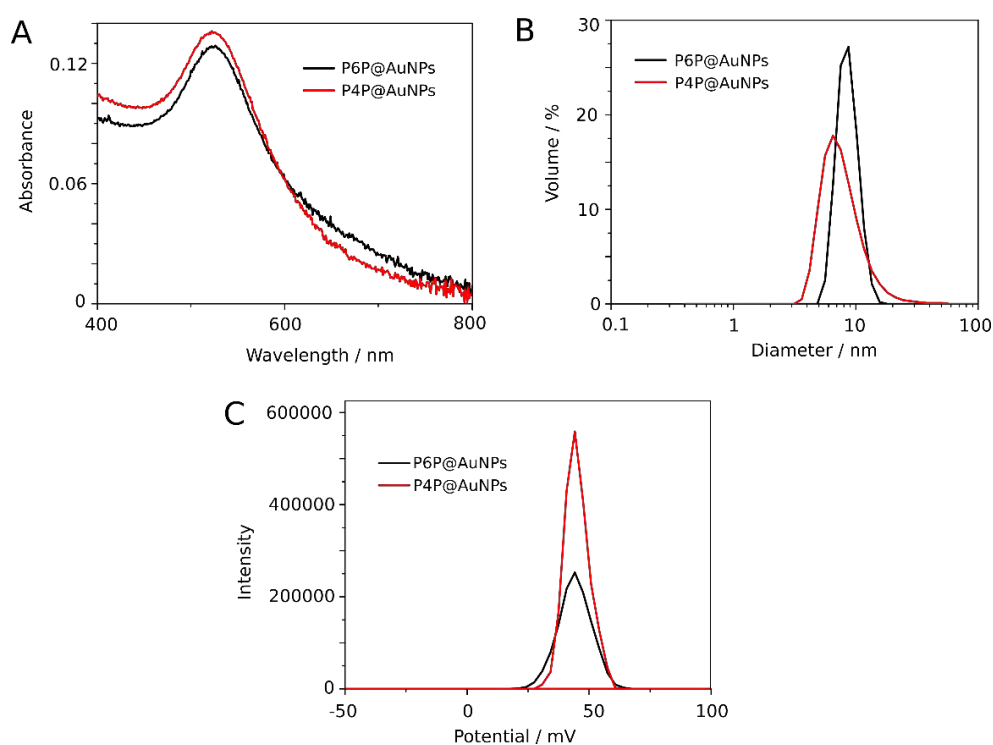 A
0.12
0.06
0
Absorbance
P6P@AuNPs
P4P@AuNPs
400
600
800
Wavelength / nm
B
30
20
10
0
Volume / %
P6P@AuNPs
P4P@AuNPs
0.1
1
10
100
Diameter / nm
C
600000
400000
200000
0
Intensity
P6P@AuNPs
P4P@AuNPs
-50
0
50
100
Potential / mV